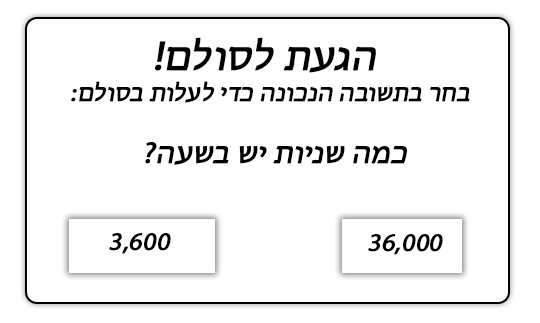 הגעת לסולם!
בחר בתשובה הנכונה כדי לעלות בסולם:
כמה שניות יש בשעה?
36,000
3,600